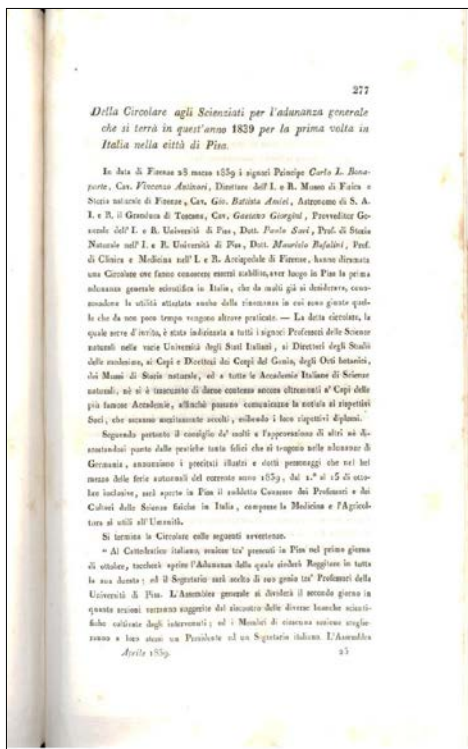 277
Della Circolare agli Scienziati per l'adunanza generale
che si terrà in quest'anno 1839 per la prima volta in
Italia nella città di Pisa.
In data di Firenze 28 marzo 1839 i signori Principe Carlo L. Bona-
parte, Cav. Vincenzo Antinori, Direttore dell'I. e R. Museo di Fisica e
Storia naturale di Firenze, Cav. Gio. Batista Amici, Astronomo di S. A.
I. e R. il Granduca di Toscana, Cav. Gaetano Giorgini, Provveditor Ge-
nerale dell'I. e R. Università di Pisa, Dott. Paolo Savi, Prof. di Storia
Naturale nell'I. e R. Università di Pisa, Dott. Maurizio Bufalini, Prof.
di Clinica e Medicina nell'I. e R. Arcispedale di Firenze, hanno diramata
una Circolare ove fanno conoscere essersi stabilito, aver luogo in Pisa la prima
adunanza generale scientifica in Italia, che da molti già si desiderava, cono-
scendone la utilità attestata anche dalla rinomanza in cui sono giunte quel-
le che da non poco tempo vengono altrove praticate. — La detta circolare, la
quale serve d'invito, è stata indirizzata a tutti i signori Professori delle Scienze
naturali nelle varie Università degli Stati Italiani, ai Direttori degli Studii
delle medesime, ai Capi e Direttori dei Corpi del Genio, degli Orti botanici,
dei Musei di Storia naturale, ed a tutte le Accademie Italiane di Scienze
naturali, nè si è trascurato di darne contezza ancora oltremonti a' Capi delle
più famose Accademie, affinchè possano comunicarne la notizia ai rispettivi
Soci, che saranno meritamente accolti, esibendo i loro rispettivi diplomi.
Seguendo pertanto il consiglio de' molti e l'approvazione di altri nè di-
scostandosi punto dalle pratiche tanto felici che si tengono nelle adunanze di
Germania, annunziano i precitati illustri e dotti personaggi che nel bel
mezzo delle ferie autunnali del corrente anno 1839, dal 1.° al 15 di otto-
bre inclusive, sarà aperto in Pisa il suddetto Consesso dei Professori e dei
Cultori delle Scienze fisiche in Italia, comprese la Medicina e l'Agricol-
tura sì utili all'Umanità.
Si termina la Circolare colle seguenti avvertenze.
" Al Cattedratico italiano, seniore tra' presenti in Pisa nel primo giorno
di ottobre, toccherà aprire l'Adunanza della quale siederà Reggitore in tutta
la sua durata; ed il Segretario sarà scelto di suo genio tra' Professori della
Università di Pisa. L'Assemblea generale si dividerà il secondo giorno in
quante sezioni verranno suggerite dal riscontro delle diverse branche scienti-
fiche coltivate dagli intervenuti; ed i Membri di ciascuna sezione sceglie-
ranno a loro stessi un Presidente ed un Segretario italiano. L'Assemblea
Aprile 1839. 25